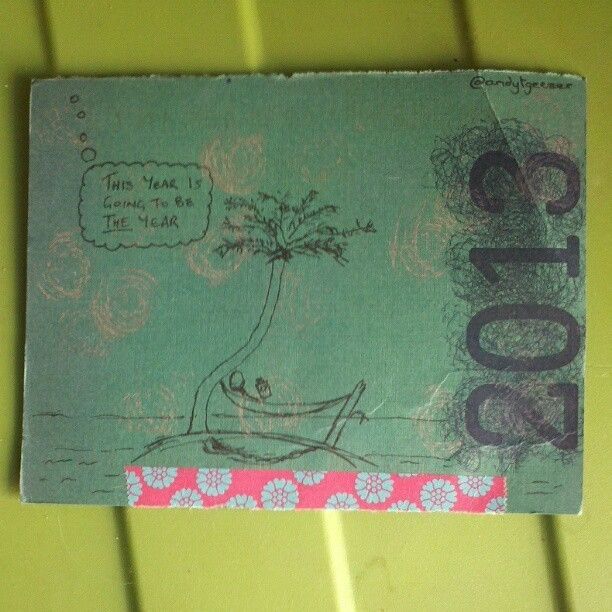 @andytgeezer
THIS YEAR IS
GOING TO BE
THE YEAR
2013